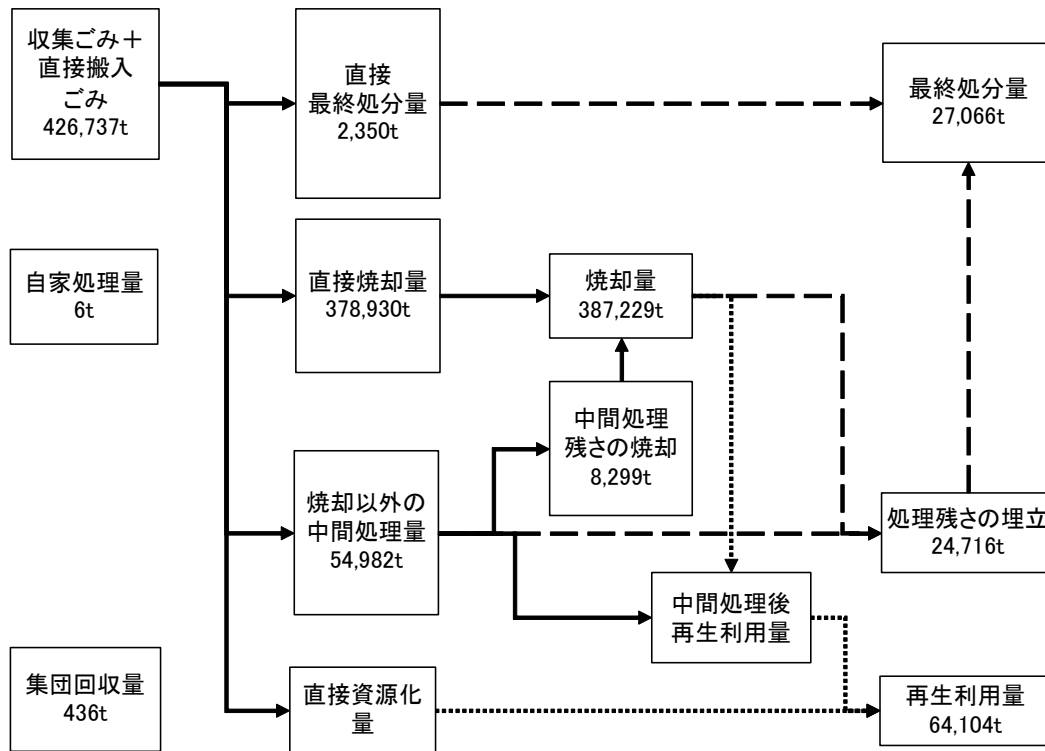 収集ごみ＋
直接搬入
ごみ
426,737t
直接
最終処分量
2,350t
最終処分量
27,066t
自家処理量
6t
直接焼却量
378,930t
焼却量
387,229t
中間処理
残さの焼却
8,299t
焼却以外の
中間処理量
54,982t
処理残さの埋立
24,716t
中間処理後
再生利用量
集団回収量
436t
直接資源化
量
再生利用量
64,104t